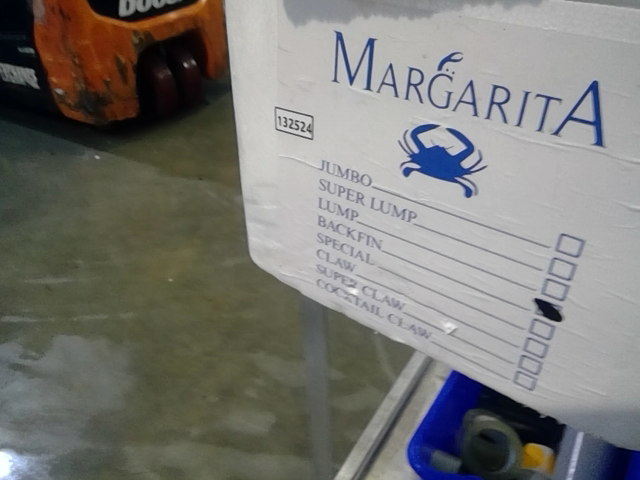 MARGARITA
132524
JUMBO
SUPER LUMP
LUMP
BACKFIN
SPECIAL
CLAW
SUPER CLAW
COCKTAIL CLAW